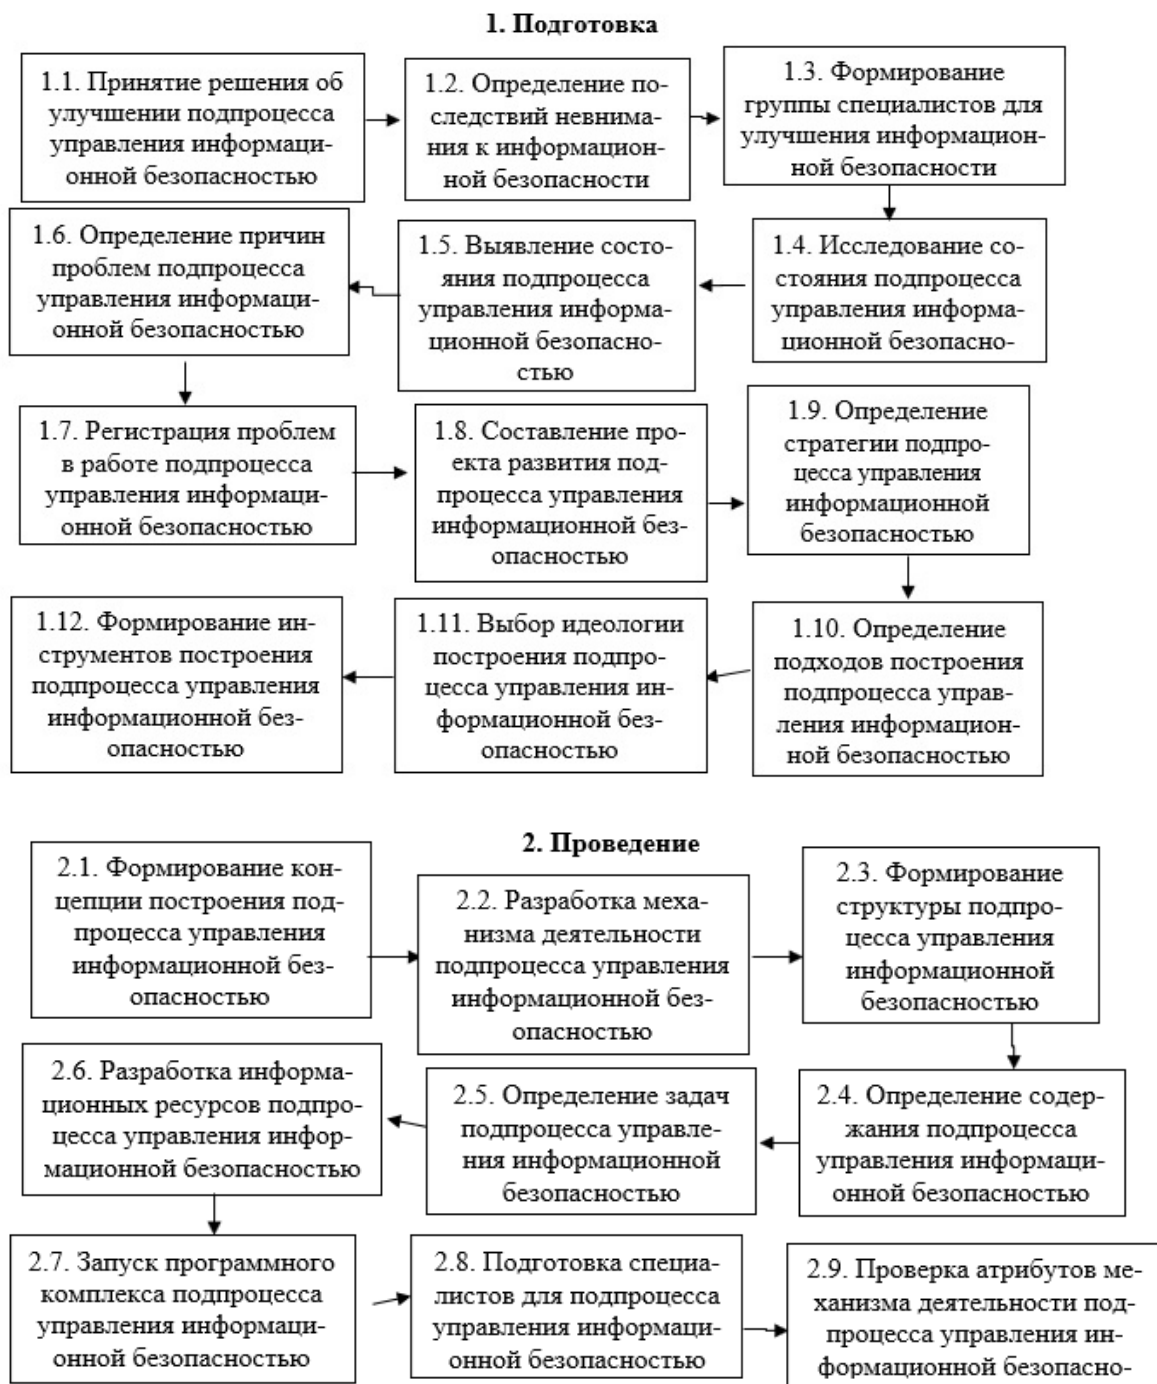 1. Подготовка
1.1. Принятие решения об
улучшении подпроцесса
управления информаци-
онной безопасностью
1.2. Определение по-
следствий невнима-
ния к информацион-
ной безопасности
1.3. Формирование
группы специалистов для
улучшения информацион-
ной безопасности
1.4. Исследование со-
стояния подпроцесса
управления информа-
ционной безопасно-
1.5. Выявление состо-
яния подпроцесса
управления информа-
ционной безопасно-
стью
1.6. Определение причин
проблем подпроцесса
управления информаци-
онной безопасностью
1.7. Регистрация проблем
в работе подпроцесса
управления информаци-
онной безопасностью
1.8. Составление про-
екта развития под-
процесса управления
информационной без-
опасностью
1.9. Определение
стратегии подпро-
цесса управления
информационной
безопасностью
1.10. Определение
подходов построения
подпроцесса управ-
ления информацион-
ной безопасностью
1.11. Выбор идеологии
построения подпро-
цесса управления ин-
формационной без-
опасностью
1.12. Формирование ин-
струментов построения
подпроцесса управления
информационной без-
опасностью
2. Проведение
2.1. Формирование кон-
цепции построения под-
процесса управления
информационной без-
опасностью
2.2. Разработка меха-
низма деятельности
подпроцесса управления
информационной без-
опасностью
2.3. Формирование
структуры подпро-
цесса управления
информационной
безопасностью
2.4. Определение содер-
жания подпроцесса
управления информаци-
онной безопасностью
2.5. Определение задач
подпроцесса управле-
ния информационной
безопасностью
2.6. Разработка информа-
ционных ресурсов подпро-
цесса управления инфор-
мационной безопасностью
2.7. Запуск программного
комплекса подпроцесса
управления информаци-
онной безопасностью
2.8. Подготовка специа-
листов для подпроцесса
управления информаци-
онной безопасностью
2.9. Проверка атрибутов ме-
ханизма деятельности под-
процесса управления ин-
формационной безопасно-